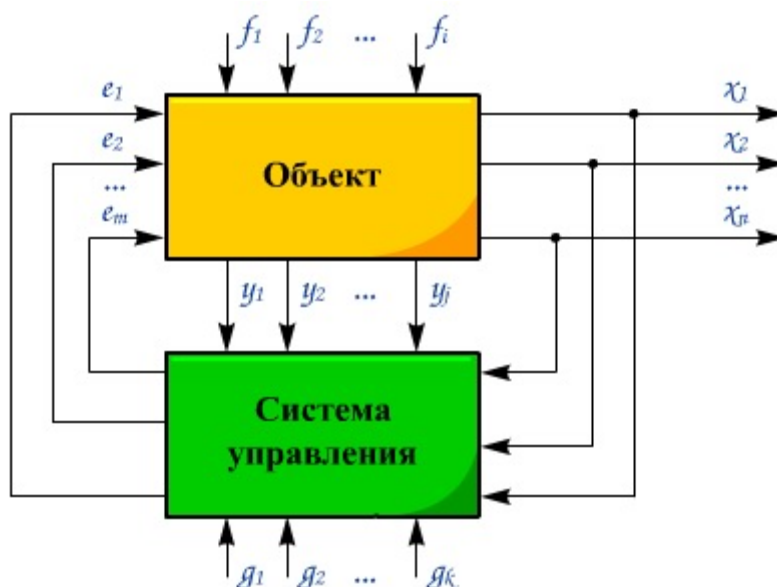 f1 f2 ... fi
e1
x1
e2
x2
...
...
em
xn
Объект
y1 y2 ... yj
Система
управления
g1 g2 ... gk